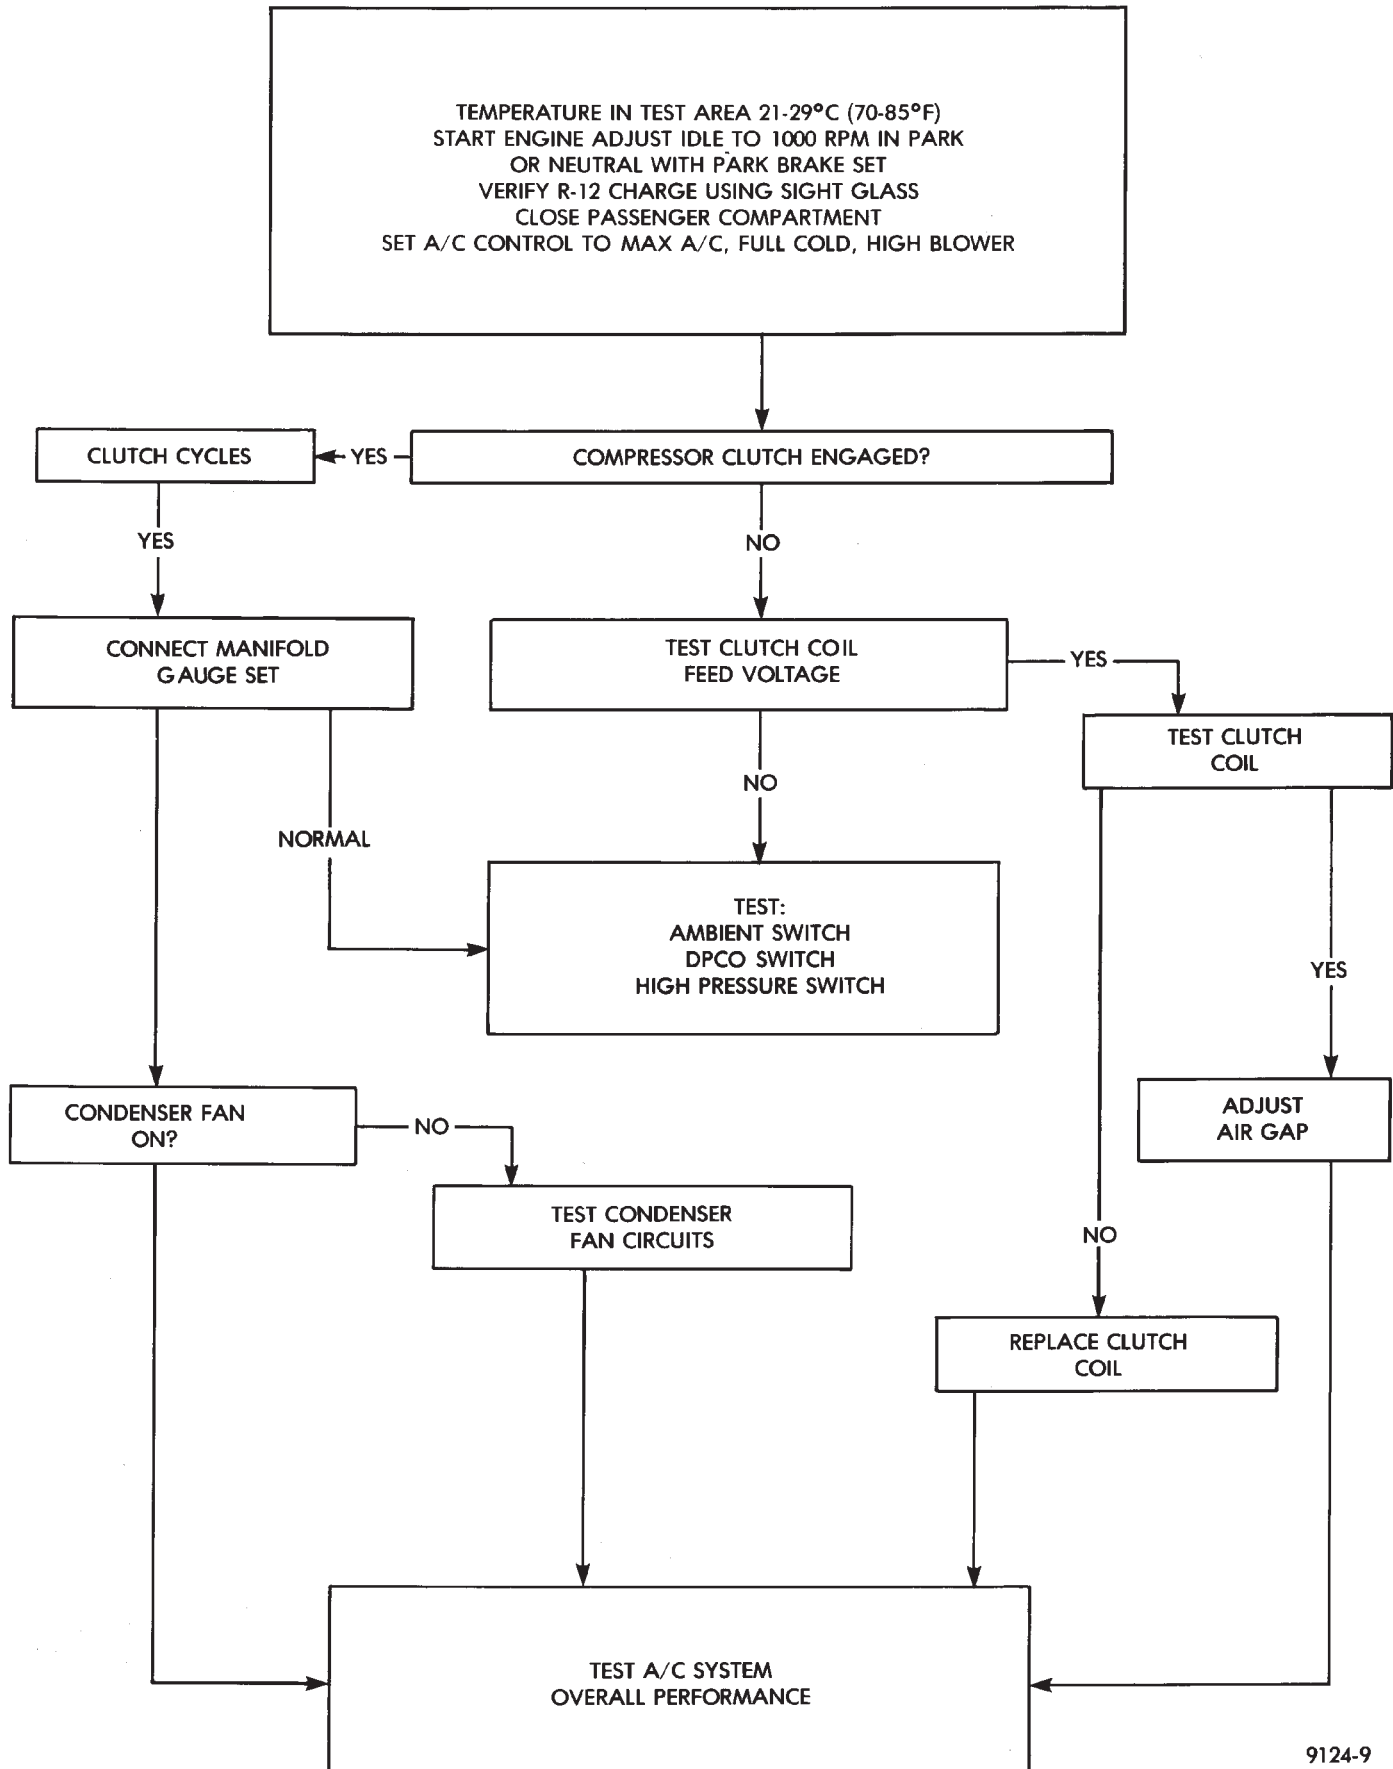 TEMPERATURE IN TEST AREA 21-29°C (70-85°F)
START ENGINE ADJUST IDLE TO 1000 RPM IN PARK
OR NEUTRAL WITH PARK BRAKE SET
VERIFY R-12 CHARGE USING SIGHT GLASS
CLOSE PASSENGER COMPARTMENT
SET A/C CONTROL TO MAX A/C, FULL COLD, HIGH BLOWER
CLUTCH CYCLES
YES
COMPRESSOR CLUTCH ENGAGED?
YES
NO
CONNECT MANIFOLD
GAUGE SET
TEST CLUTCH COIL
FEED VOLTAGE
YES
TEST CLUTCH
COIL
NO
NORMAL
TEST:
AMBIENT SWITCH
DPCO SWITCH
HIGH PRESSURE SWITCH
YES
CONDENSER FAN
ON?
NO
ADJUST
AIR GAP
TEST CONDENSER
FAN CIRCUITS
NO
REPLACE CLUTCH
COIL
TEST A/C SYSTEM
OVERALL PERFORMANCE
9124-9